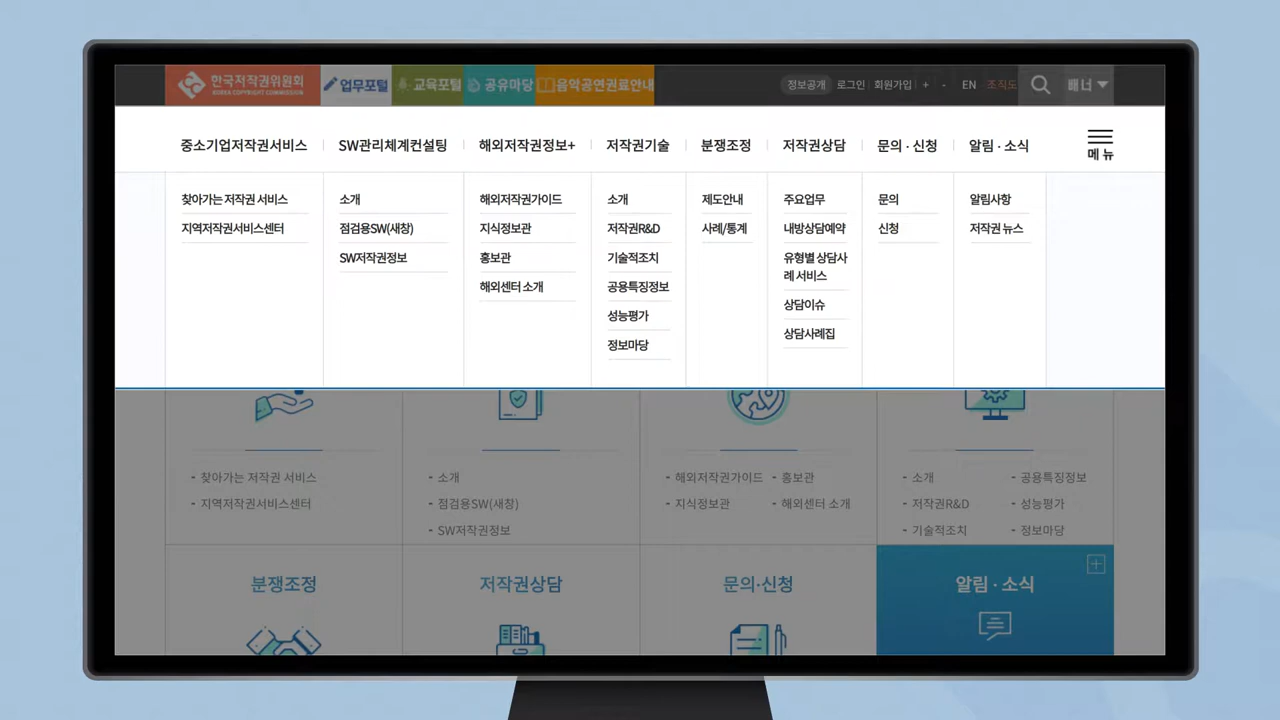 한국저작권위원회
KOREA COPYRIGHT COMMISSION
업무포털
교육포털
공유마당
음악공연권료안내
정보공개
로그인
회원가입
+
-
EN
조직도
배너
중소기업저작권서비스
SW관리체계컨설팅
해외저작권정보+
저작권기술
분쟁조정
저작권상담
문의 · 신청
알림 · 소식
메 뉴
찾아가는 저작권 서비스
지역저작권서비스센터
소개
점검용SW(새창)
SW저작권정보
해외저작권가이드
지식정보관
홍보관
해외센터 소개
소개
저작권R&D
기술적조치
공용특징정보
성능평가
정보마당
제도안내
사례/통계
주요업무
내방상담예약
유형별 상담사
례 서비스
상담이슈
상담사례집
문의
신청
알림사항
저작권 뉴스
- 찾아가는 저작권 서비스
- 지역저작권서비스센터
- 소개
- 점검용SW(새창)
- SW저작권정보
- 해외저작권가이드
- 홍보관
- 지식정보관
- 해외센터 소개
- 소개
- 공용특징정보
- 저작권R&D
- 성능평가
- 기술적조치
- 정보마당
분쟁조정
저작권상담
문의·신청
알림 · 소식